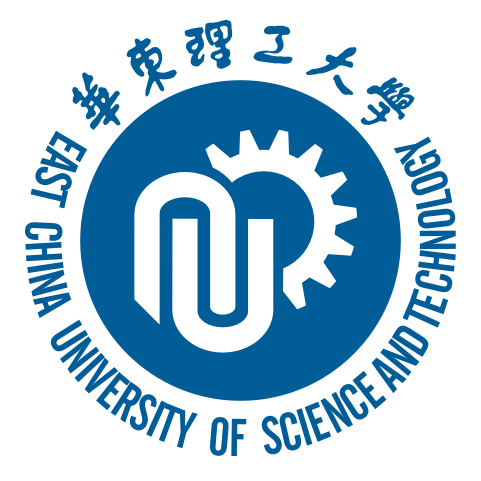 華東理工大學
EAST CHINA UNIVERSITY OF SCIENCE AND TECHNOLOGY